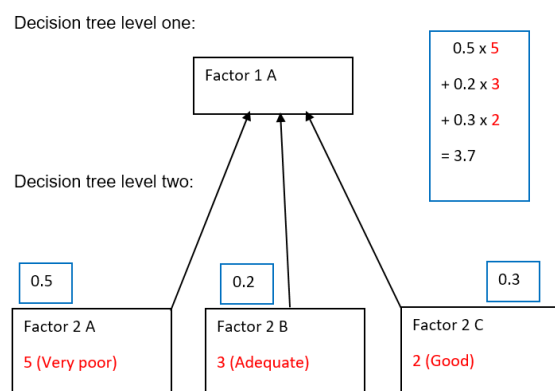 Decision tree level one:
Factor 1 A
0.5 x 5
+ 0.2 x 3
+ 0.3 x 2
= 3.7
Decision tree level two:
0.5
0.2
0.3
Factor 2 A
5 (Very poor)
Factor 2 B
3 (Adequate)
Factor 2 C
2 (Good)